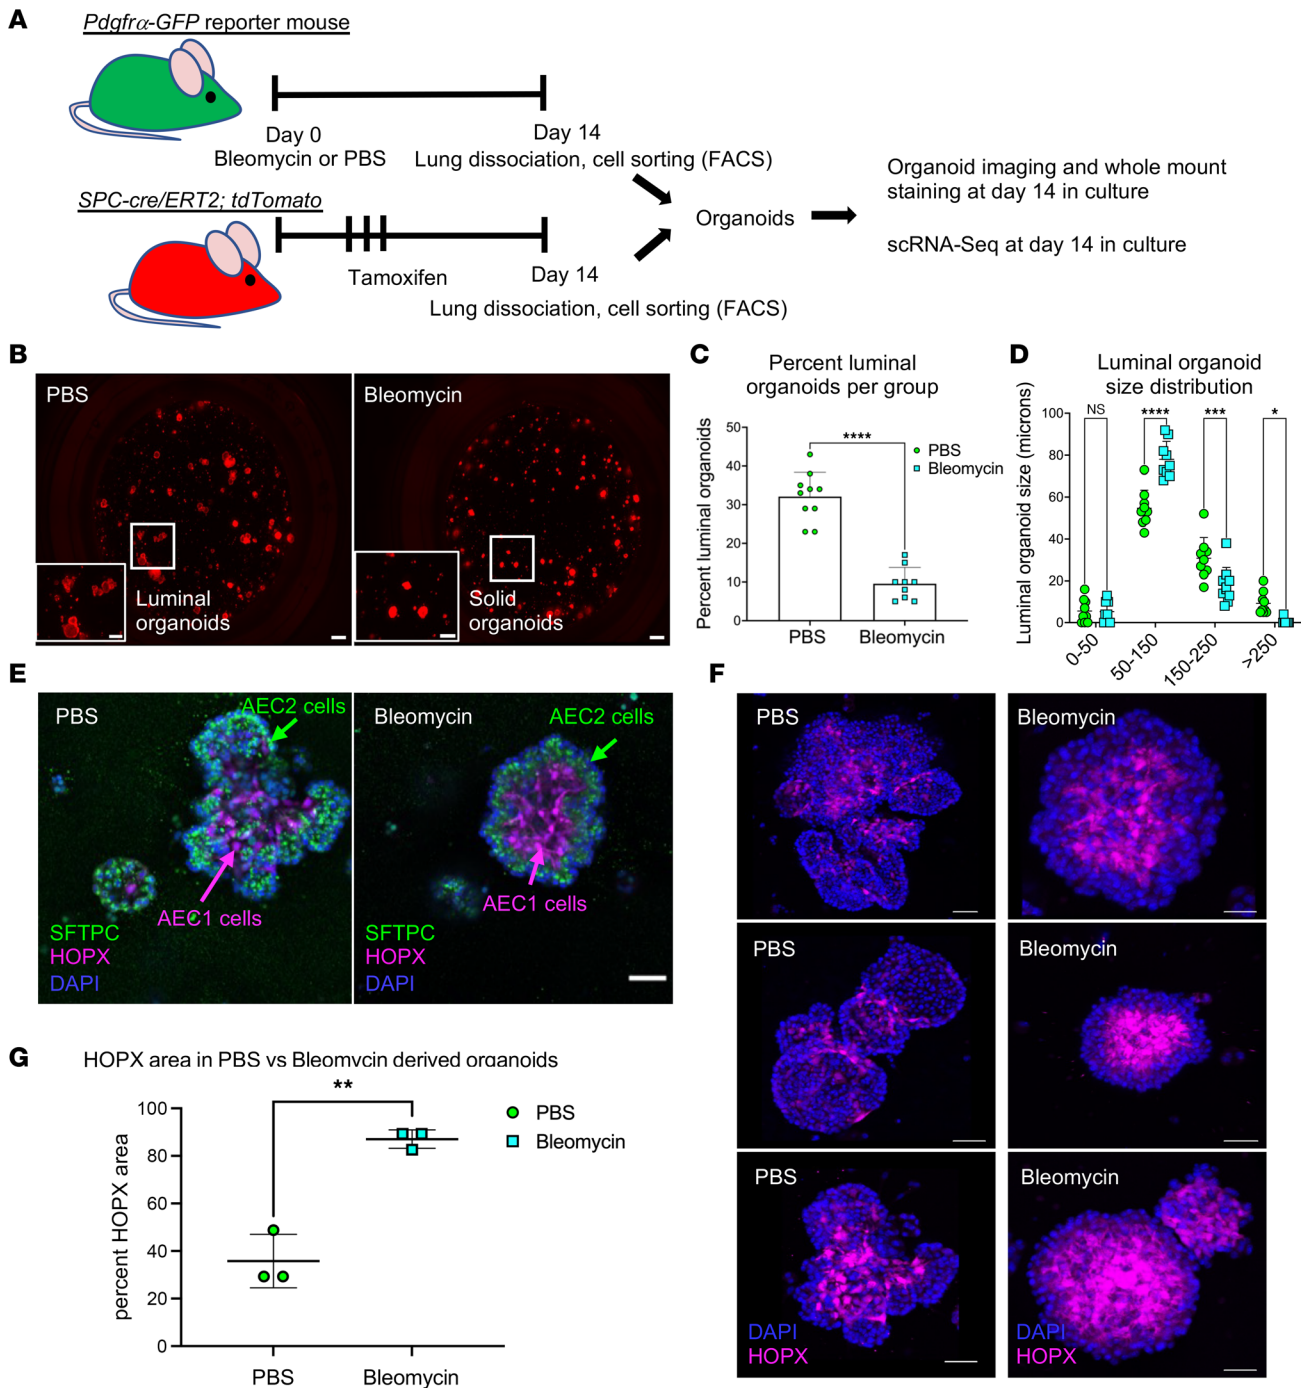 A
Pdgfrα-GFP reporter mouse
Day 0
Bleomycin or PBS
Day 14
Lung dissociation, cell sorting (FACS)
SPC-cre/ERT2; tdTomato
Tamoxifen
Day 14
Lung dissociation, cell sorting (FACS)
Organoids
Organoid imaging and whole mount
staining at day 14 in culture
scRNA-Seq at day 14 in culture
B
PBS
Luminal
organoids
Bleomycin
Solid
organoids
C
Percent luminal
organoids per group
Percent luminal organoids
50
40
30
20
10
0
****
PBS
Bleomycin
PBS
Bleomycin
D
Luminal organoid
size distribution
Luminal organoid size (microns)
100
80
60
40
20
0
NS
****
***
*
0-50
50-150
150-250
>250
E
PBS
AEC2 cells
AEC1 cells
SFTPC
HOPX
DAPI
Bleomycin
AEC2 cells
AEC1 cells
SFTPC
HOPX
DAPI
F
PBS
Bleomycin
PBS
Bleomycin
PBS
DAPI
HOPX
Bleomycin
DAPI
HOPX
G
HOPX area in PBS vs Bleomycin derived organoids
percent HOPX area
100
80
60
40
20
0
**
PBS
Bleomycin
PBS
Bleomycin